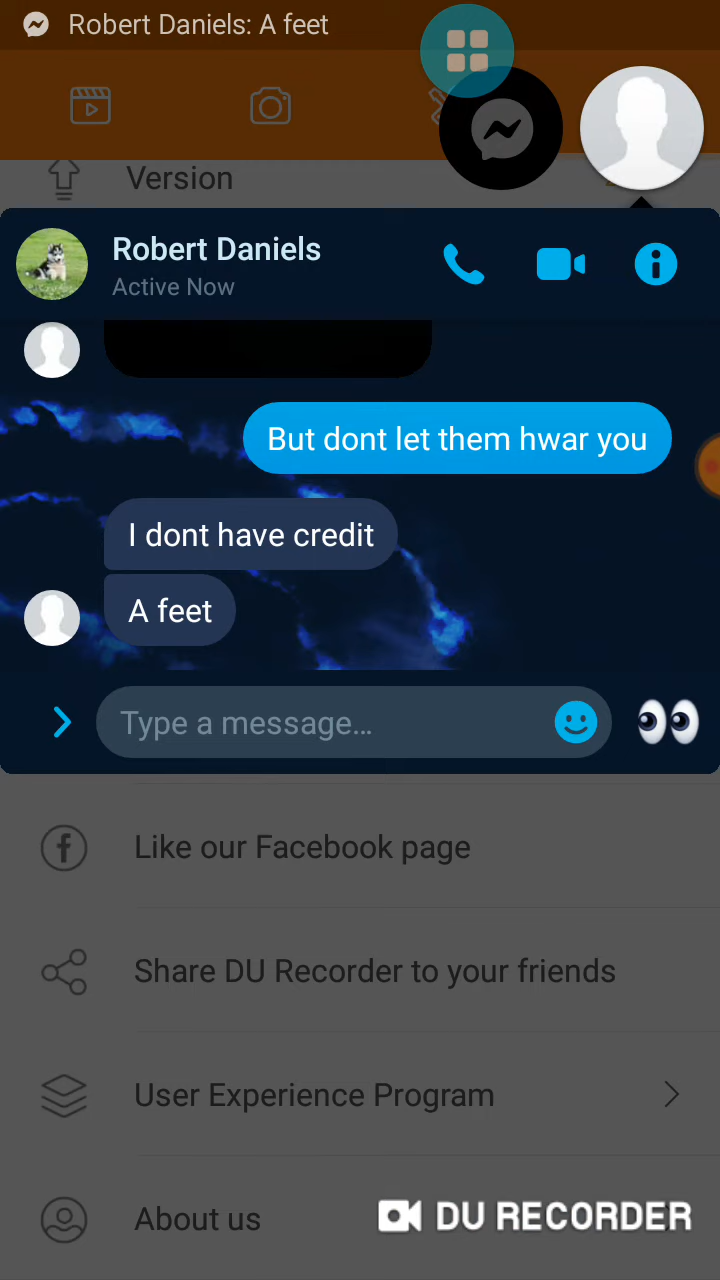 Robert Daniels: A feet
Version
Robert Daniels
Active Now
But dont let them hwar you
I dont have credit
A feet
Type a message...
Like our Facebook page
Share DU Recorder to your friends
User Experience Program
About us
DU RECORDER